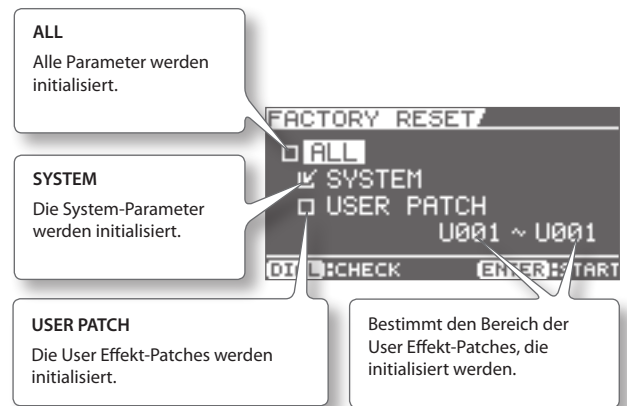 ALL
Alle Parameter werden
initialisiert.
SYSTEM
Die System-Parameter
werden initialisiert.
FACTORY RESET
ALL
SYSTEM
USER PATCH
U001 ~ U001
:CHECK
START
USER PATCH
Die User Effekt-Patches werden
initialisiert.
Bestimmt den Bereich der
User Effekt-Patches, die
initialisiert werden.